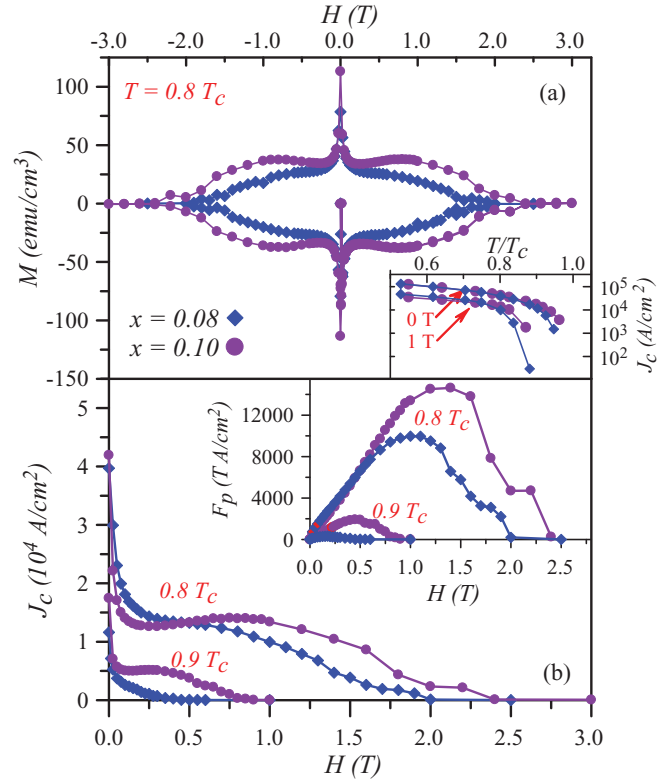 H (T)
-3.0 -2.0 -1.0 0.0 1.0 2.0 3.0
T = 0.8 Tc
(a)
100
50
0
-50
-100
-150
M (emu/cm³)
x = 0.08
x = 0.10
T/Tc
0.6 0.8 1.0
0 T
1 T
10⁵
10⁴
10³
10²
Jc (A/cm²)
12000
8000
4000
0
Fp (T A/cm²)
0.8 Tc
0.9 Tc
0.0 0.5 1.0 1.5 2.0 2.5
H (T)
5
4
3
2
1
0
Jc (10⁴ A/cm²)
0.8 Tc
0.9 Tc
(b)
0.0 0.5 1.0 1.5 2.0 2.5 3.0
H (T)